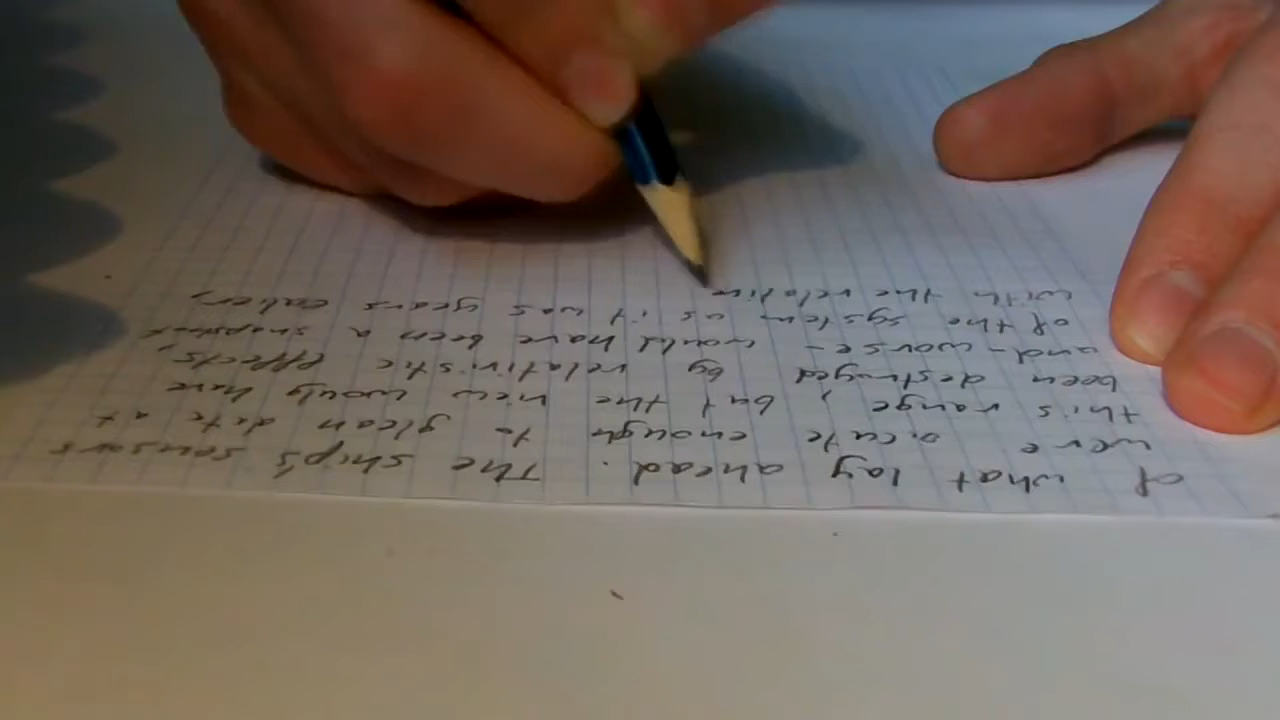 of what lay ahead. The ship's sensors
were accute enough to glean data at
this range, but the view would have
been destroyed by relativistic effects,
and-worse- would have been a snapshot
of the system as it was years earlier,
with the relativ